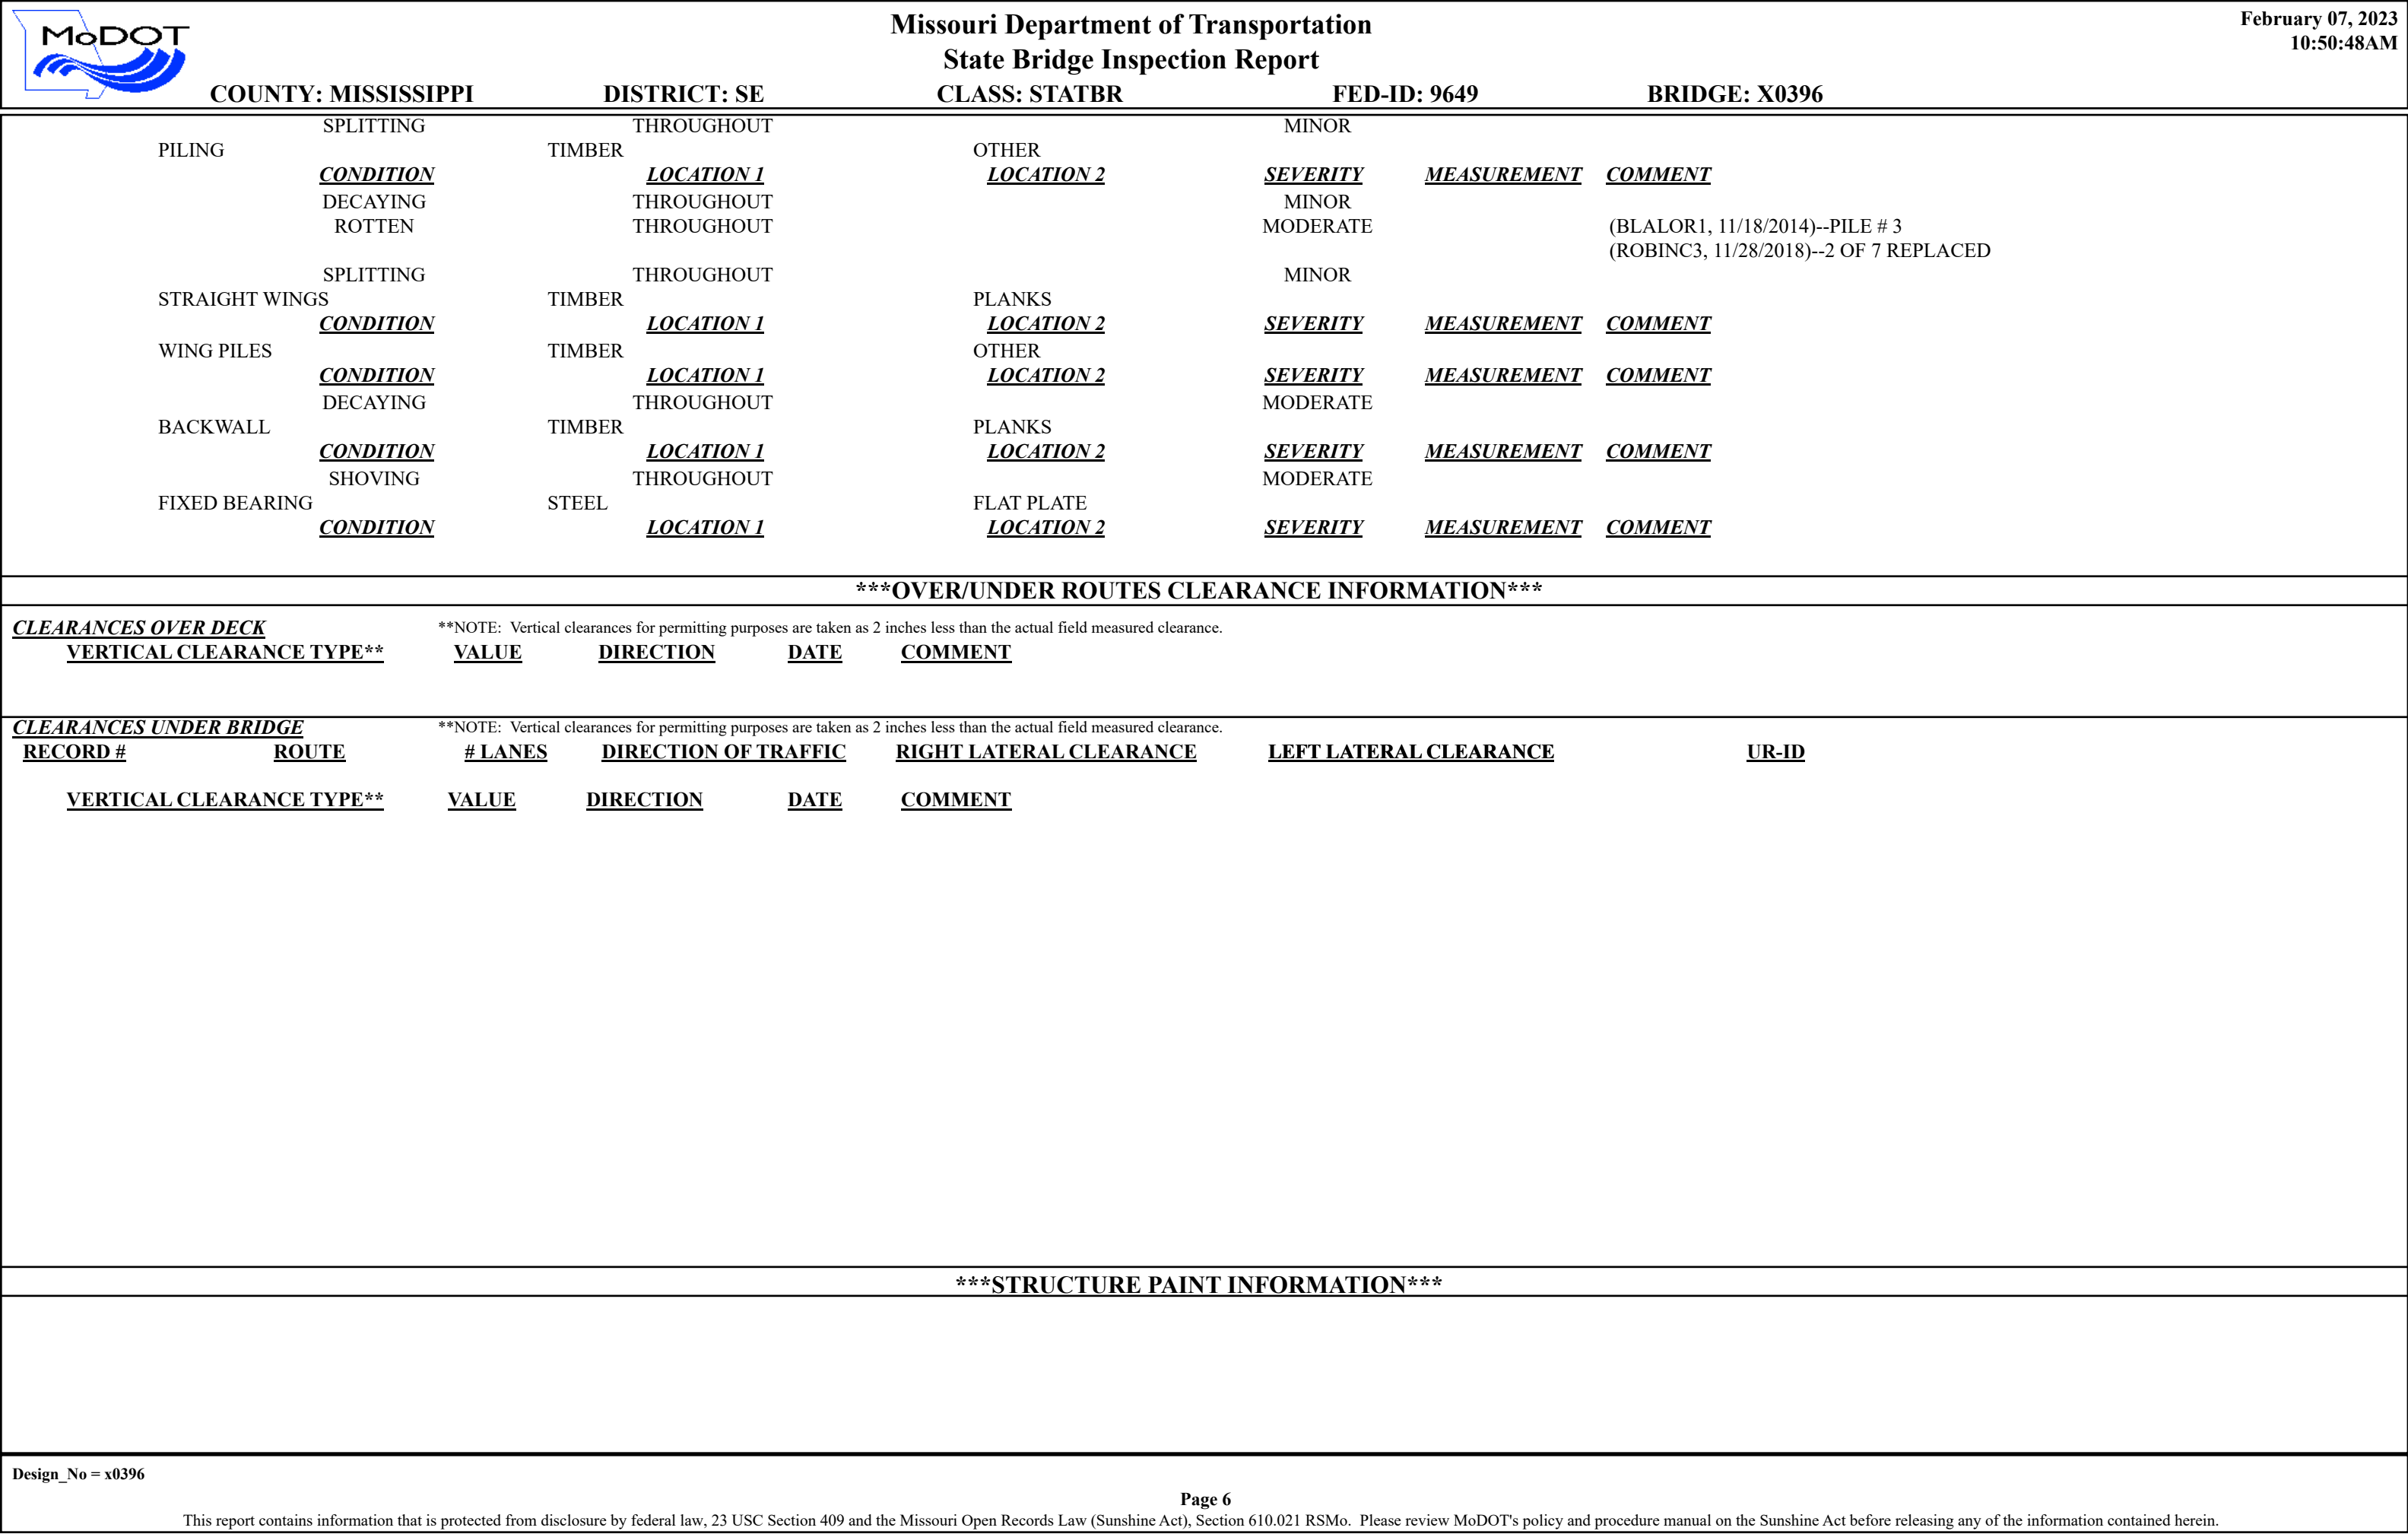 MoDOT
Missouri Department of Transportation
State Bridge Inspection Report
February 07, 2023
10:50:48AM
COUNTY: MISSISSIPPI DISTRICT: SE CLASS: STATBR FED-ID: 9649 BRIDGE: X0396
SPLITTING THROUGHOUT MINOR
PILING TIMBER OTHER
CONDITION LOCATION 1 LOCATION 2 SEVERITY MEASUREMENT COMMENT
DECAYING THROUGHOUT MINOR
ROTTEN THROUGHOUT MODERATE (BLALOR1, 11/18/2014)--PILE # 3
(ROBINC3, 11/28/2018)--2 OF 7 REPLACED
SPLITTING THROUGHOUT MINOR
STRAIGHT WINGS TIMBER PLANKS
CONDITION LOCATION 1 LOCATION 2 SEVERITY MEASUREMENT COMMENT
WING PILES TIMBER OTHER
CONDITION LOCATION 1 LOCATION 2 SEVERITY MEASUREMENT COMMENT
DECAYING THROUGHOUT MODERATE
BACKWALL TIMBER PLANKS
CONDITION LOCATION 1 LOCATION 2 SEVERITY MEASUREMENT COMMENT
SHOVING THROUGHOUT MODERATE
FIXED BEARING STEEL FLAT PLATE
CONDITION LOCATION 1 LOCATION 2 SEVERITY MEASUREMENT COMMENT
***OVER/UNDER ROUTES CLEARANCE INFORMATION***
CLEARANCES OVER DECK **NOTE: Vertical clearances for permitting purposes are taken as 2 inches less than the actual field measured clearance.
VERTICAL CLEARANCE TYPE** VALUE DIRECTION DATE COMMENT
CLEARANCES UNDER BRIDGE **NOTE: Vertical clearances for permitting purposes are taken as 2 inches less than the actual field measured clearance.
RECORD # ROUTE # LANES DIRECTION OF TRAFFIC RIGHT LATERAL CLEARANCE LEFT LATERAL CLEARANCE UR-ID
VERTICAL CLEARANCE TYPE** VALUE DIRECTION DATE COMMENT
***STRUCTURE PAINT INFORMATION***
Design_No = x0396
Page 6
This report contains information that is protected from disclosure by federal law, 23 USC Section 409 and the Missouri Open Records Law (Sunshine Act), Section 610.021 RSMo. Please review MoDOT's policy and procedure manual on the Sunshine Act before releasing any of the information contained herein.